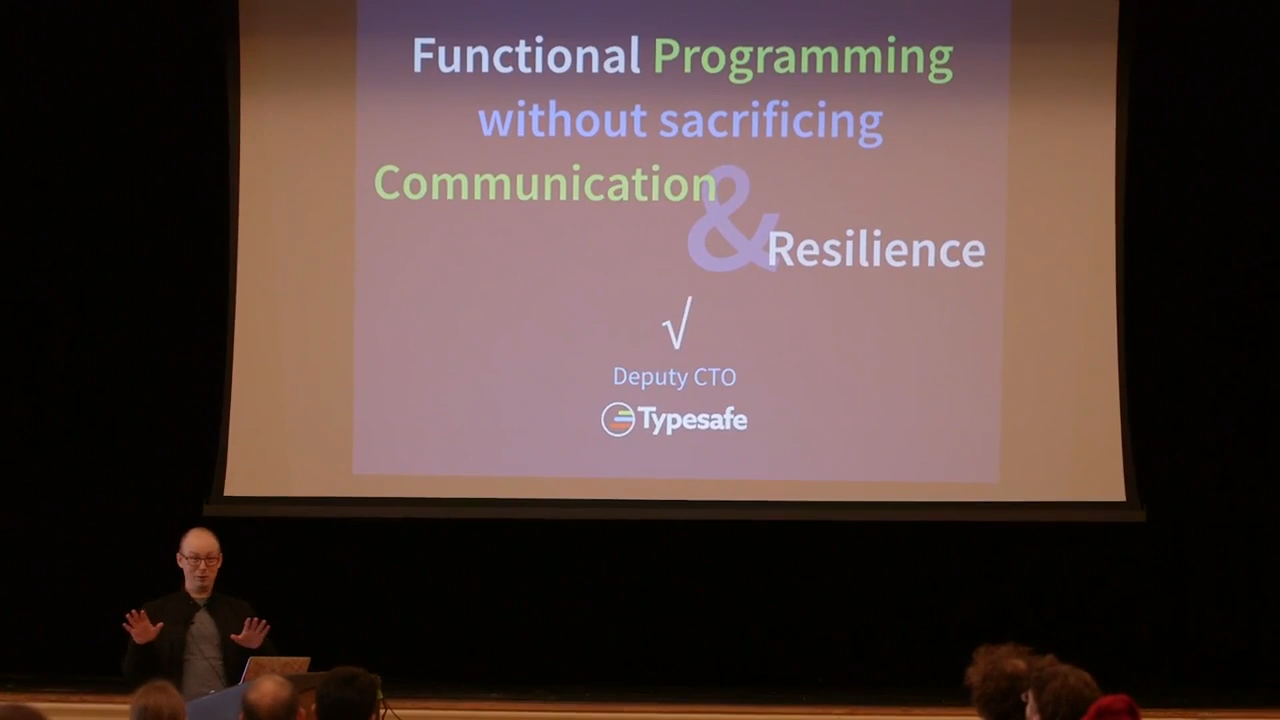 Functional Programming
without sacrificing
Communication
&
Resilience
√
Deputy CTO
Typesafe